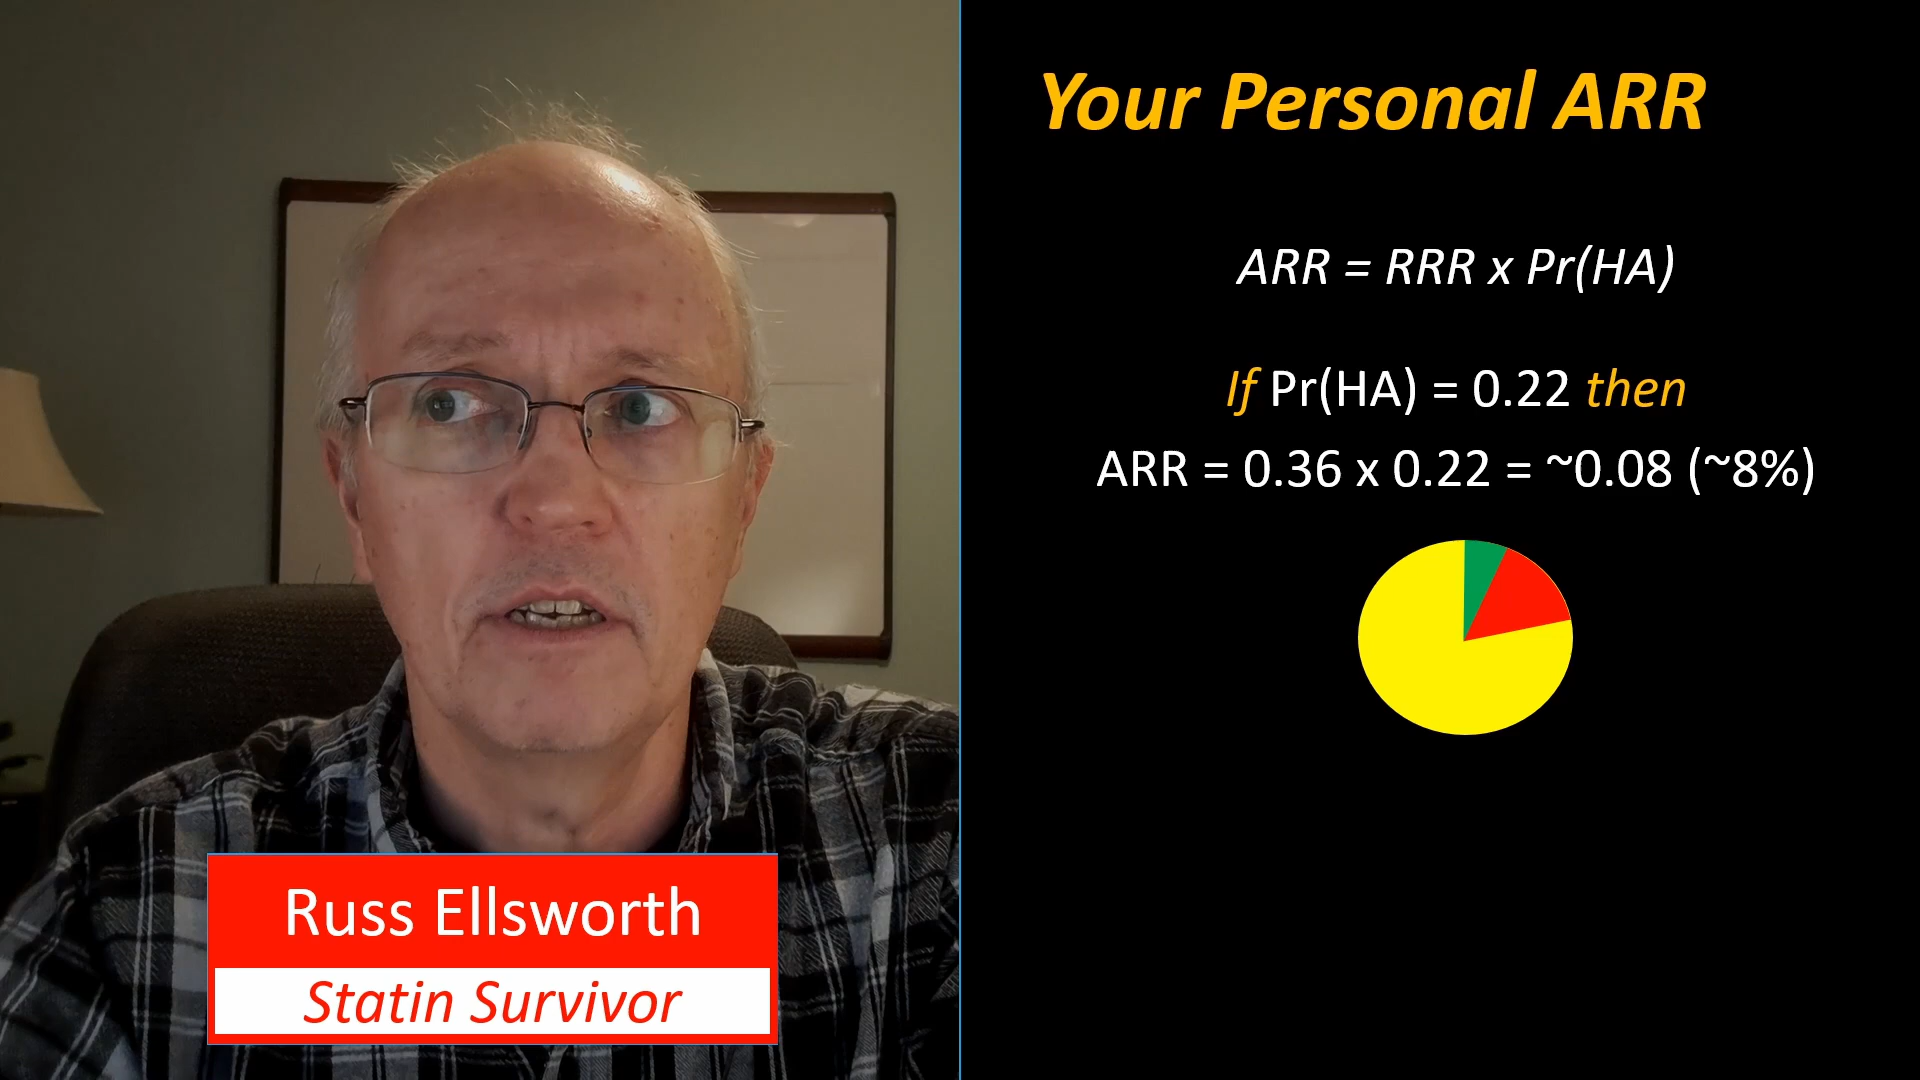 Your Personal ARR
ARR = RRR x Pr(HA)
If Pr(HA) = 0.22 then
ARR = 0.36 x 0.22 = ~0.08 (~8%)
Russ Ellsworth
Statin Survivor